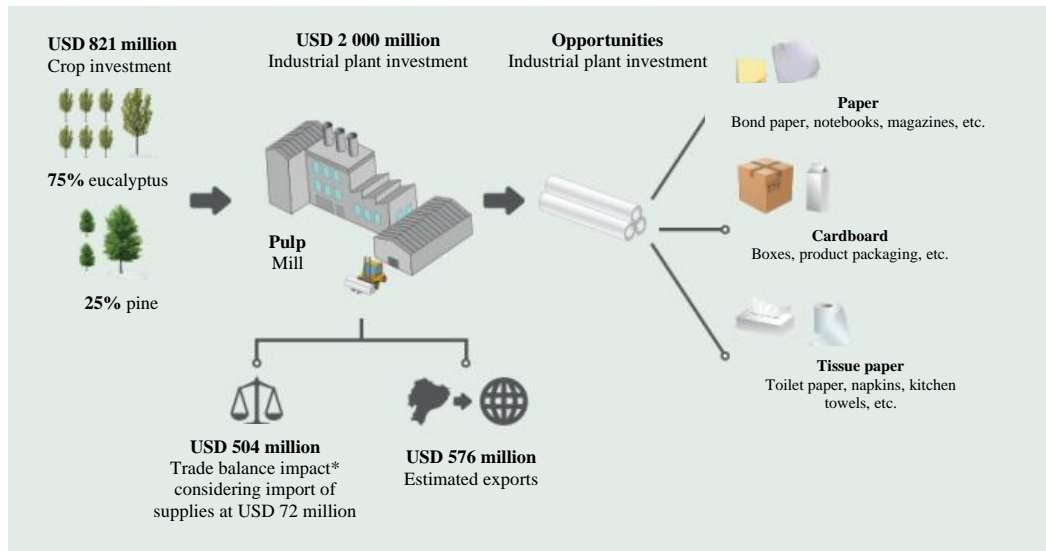 USD 821 million
Crop investment
75% eucalyptus
25% pine
USD 2 000 million
Industrial plant investment
Pulp
Mill
USD 504 million
Trade balance impact*
considering import of
supplies at USD 72 million
USD 576 million
Estimated exports
Opportunities
Industrial plant investment
Paper
Bond paper, notebooks, magazines, etc.
Cardboard
Boxes, product packaging, etc.
Tissue paper
Toilet paper, napkins, kitchen
towels, etc.